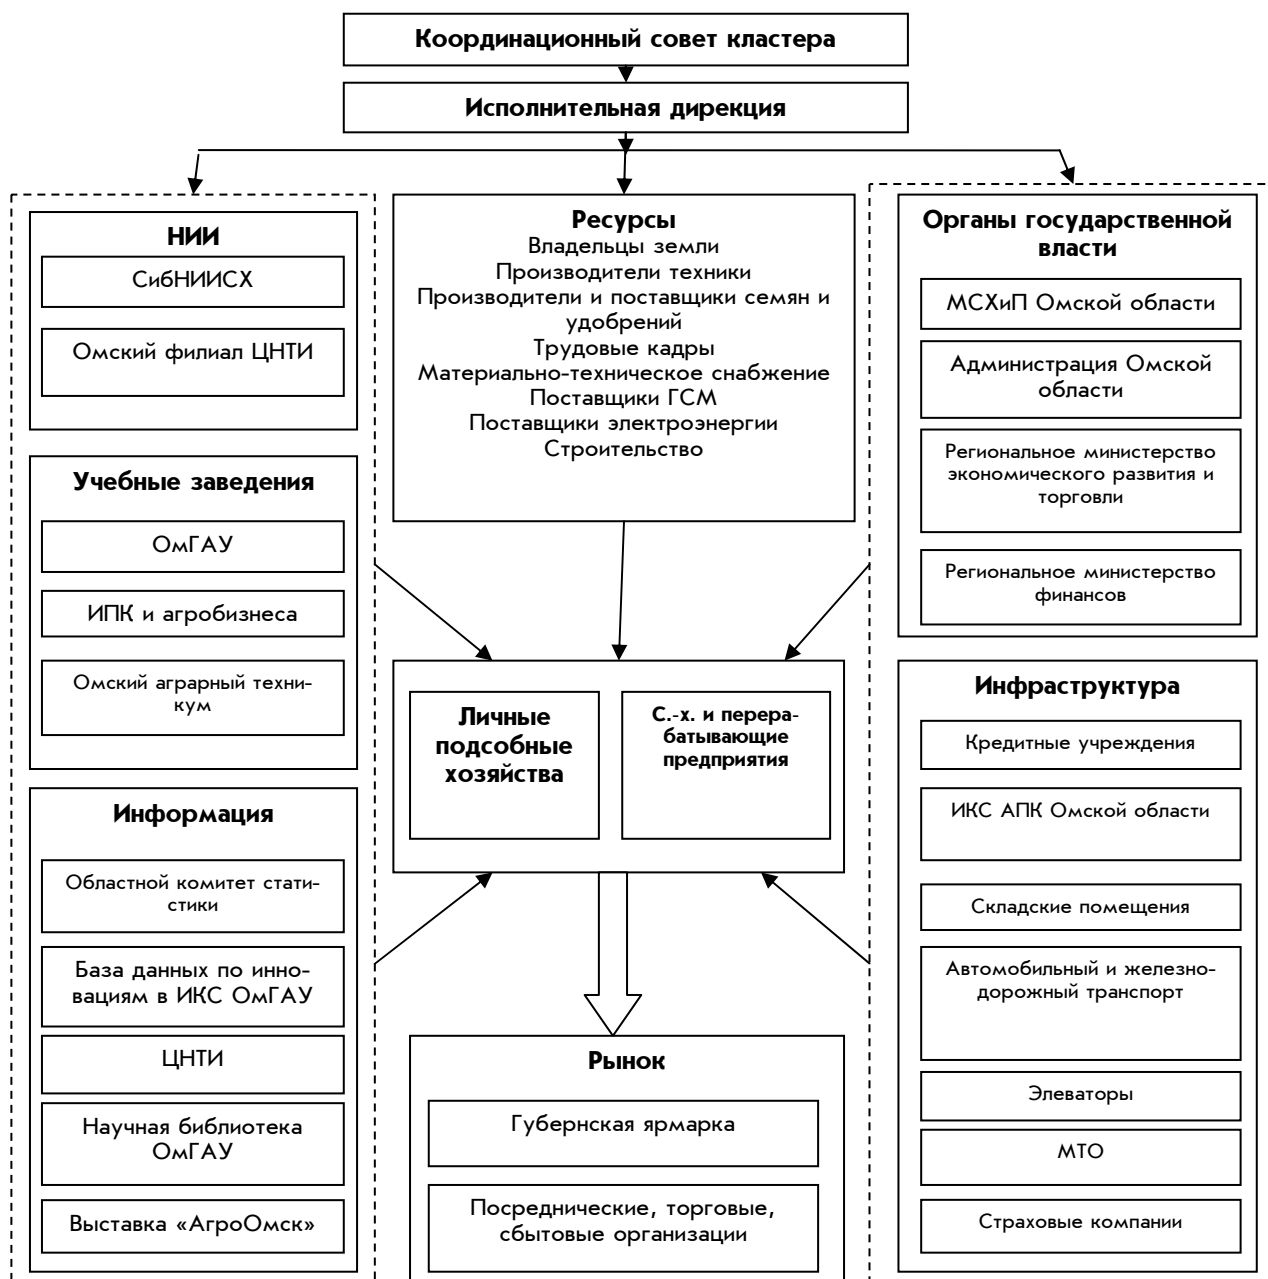 Координационный совет кластера
Исполнительная дирекция
НИИ
СибНИИСХ
Омский филиал ЦНТИ
Учебные заведения
ОмГАУ
ИПК и агробизнеса
Омский аграрный техни-
кум
Информация
Областной комитет стати-
стики
База данных по инно-
вациям в ИКС ОмГАУ
ЦНТИ
Научная библиотека
ОмГАУ
Выставка «АгроОмск»
Ресурсы
Владельцы земли
Производители техники
Производители и поставщики семян и
удобрений
Трудовые кадры
Материально-техническое снабжение
Поставщики ГСМ
Поставщики электроэнергии
Строительство
Личные
подсобные
хозяйства
С.-х. и перера-
батывающие
предприятия
Рынок
Губернская ярмарка
Посреднические, торговые,
сбытовые организации
Органы государственной
власти
МСХиП Омской области
Администрация Омской
области
Региональное министерство
экономического развития и
торговли
Региональное министерство
финансов
Инфраструктура
Кредитные учреждения
ИКС АПК Омской области
Складские помещения
Автомобильный и железно-
дорожный транспорт
Элеваторы
МТО
Страховые компании